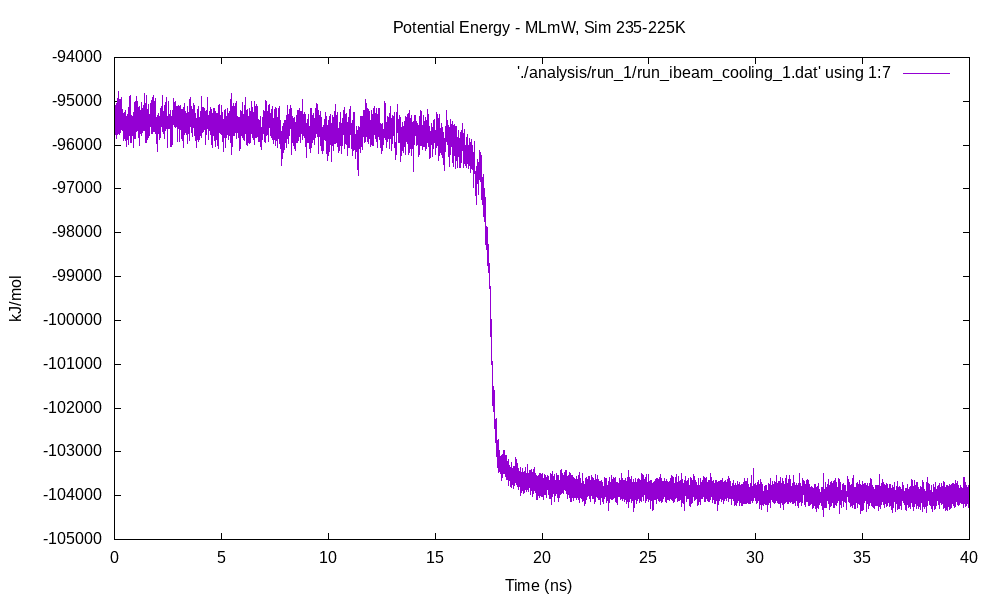 Potential Energy - MLmW, Sim 235-225K
'./analysis/run_1/run_ibeam_cooling_1.dat' using 1:7
-94000
-95000
-96000
-97000
-98000
-99000
-100000
-101000
-102000
-103000
-104000
-105000
kJ/mol
0 5 10 15 20 25 30 35 40
Time (ns)